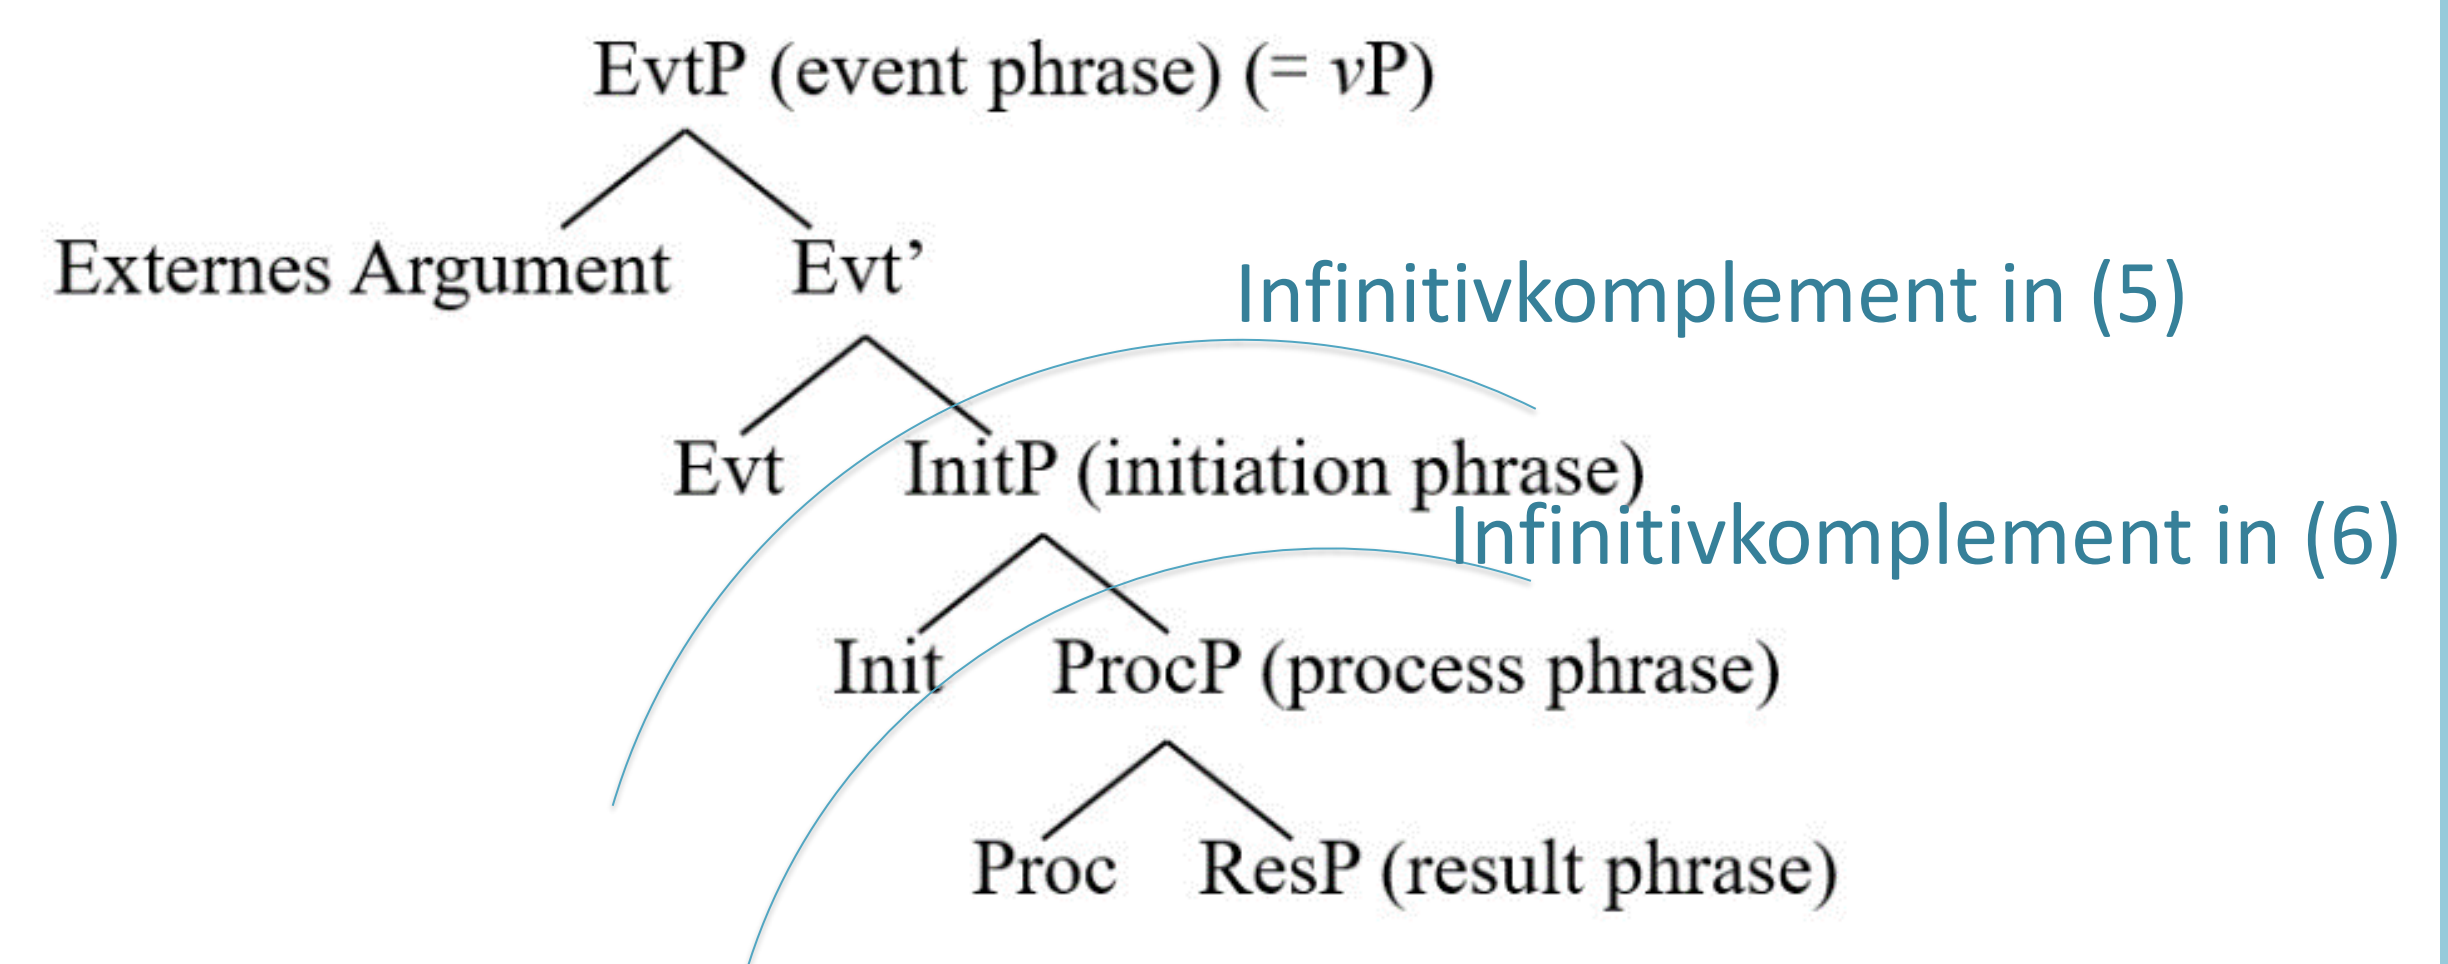 EvtP (event phrase) (= vP)
Externes Argument Evt’
Infinitivkomplement in (5)
Evt InitP (initiation phrase)
Infinitivkomplement in (6)
Init ProcP (process phrase)
Proc ResP (result phrase)